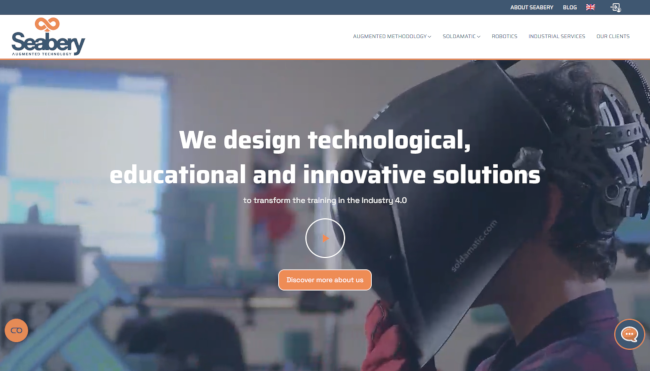 ABOUT SEABERY BLOG
Seabery
AUGMENTED TECHNOLOGY
AUGMENTED METHODOLOGY SOLDAMATIC ROBOTICS INDUSTRIAL SERVICES OUR CLIENTS
We design technological,
educational and innovative solutions
to transform the training in the Industry 4.0
soldamatic.com
Discover more about us